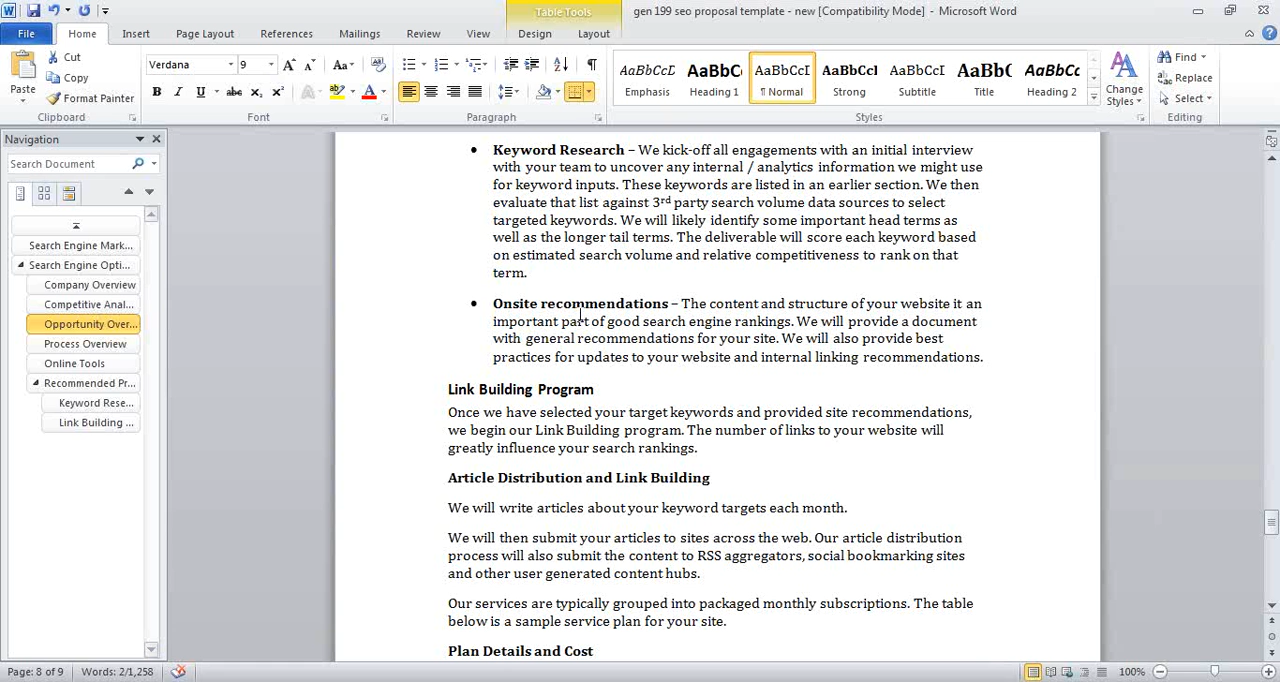 gen 199 seo proposal template - new [Compatibility Mode] - Microsoft Word
Table Tools
File Home Insert Page Layout References Mailings Review View Design Layout
Paste
Cut
Copy
Format Painter
Clipboard
Verdana 9
Font
Paragraph
AaBbCcD AaBbC AaBbCcI AaBbCcI AaBbCcI AaBb( AaBbCc
Emphasis Heading 1 ¶ Normal Strong Subtitle Title Heading 2
Styles
Change Styles
Find
Replace
Select
Editing
Navigation
Search Document
Search Engine Mark...
Search Engine Opti...
Company Overview
Competitive Anal...
Opportunity Over...
Process Overview
Online Tools
Recommended Pr...
Keyword Rese...
Link Building ...
• Keyword Research – We kick-off all engagements with an initial interview
with your team to uncover any internal / analytics information we might use
for keyword inputs. These keywords are listed in an earlier section. We then
evaluate that list against 3rd party search volume data sources to select
targeted keywords. We will likely identify some important head terms as
well as the longer tail terms. The deliverable will score each keyword based
on estimated search volume and relative competitiveness to rank on that
term.
• Onsite recommendations – The content and structure of your website it an
important part of good search engine rankings. We will provide a document
with general recommendations for your site. We will also provide best
practices for updates to your website and internal linking recommendations.
Link Building Program
Once we have selected your target keywords and provided site recommendations,
we begin our Link Building program. The number of links to your website will
greatly influence your search rankings.
Article Distribution and Link Building
We will write articles about your keyword targets each month.
We will then submit your articles to sites across the web. Our article distribution
process will also submit the content to RSS aggregators, social bookmarking sites
and other user generated content hubs.
Our services are typically grouped into packaged monthly subscriptions. The table
below is a sample service plan for your site.
Plan Details and Cost
Page: 8 of 9 Words: 2/1,258 100%